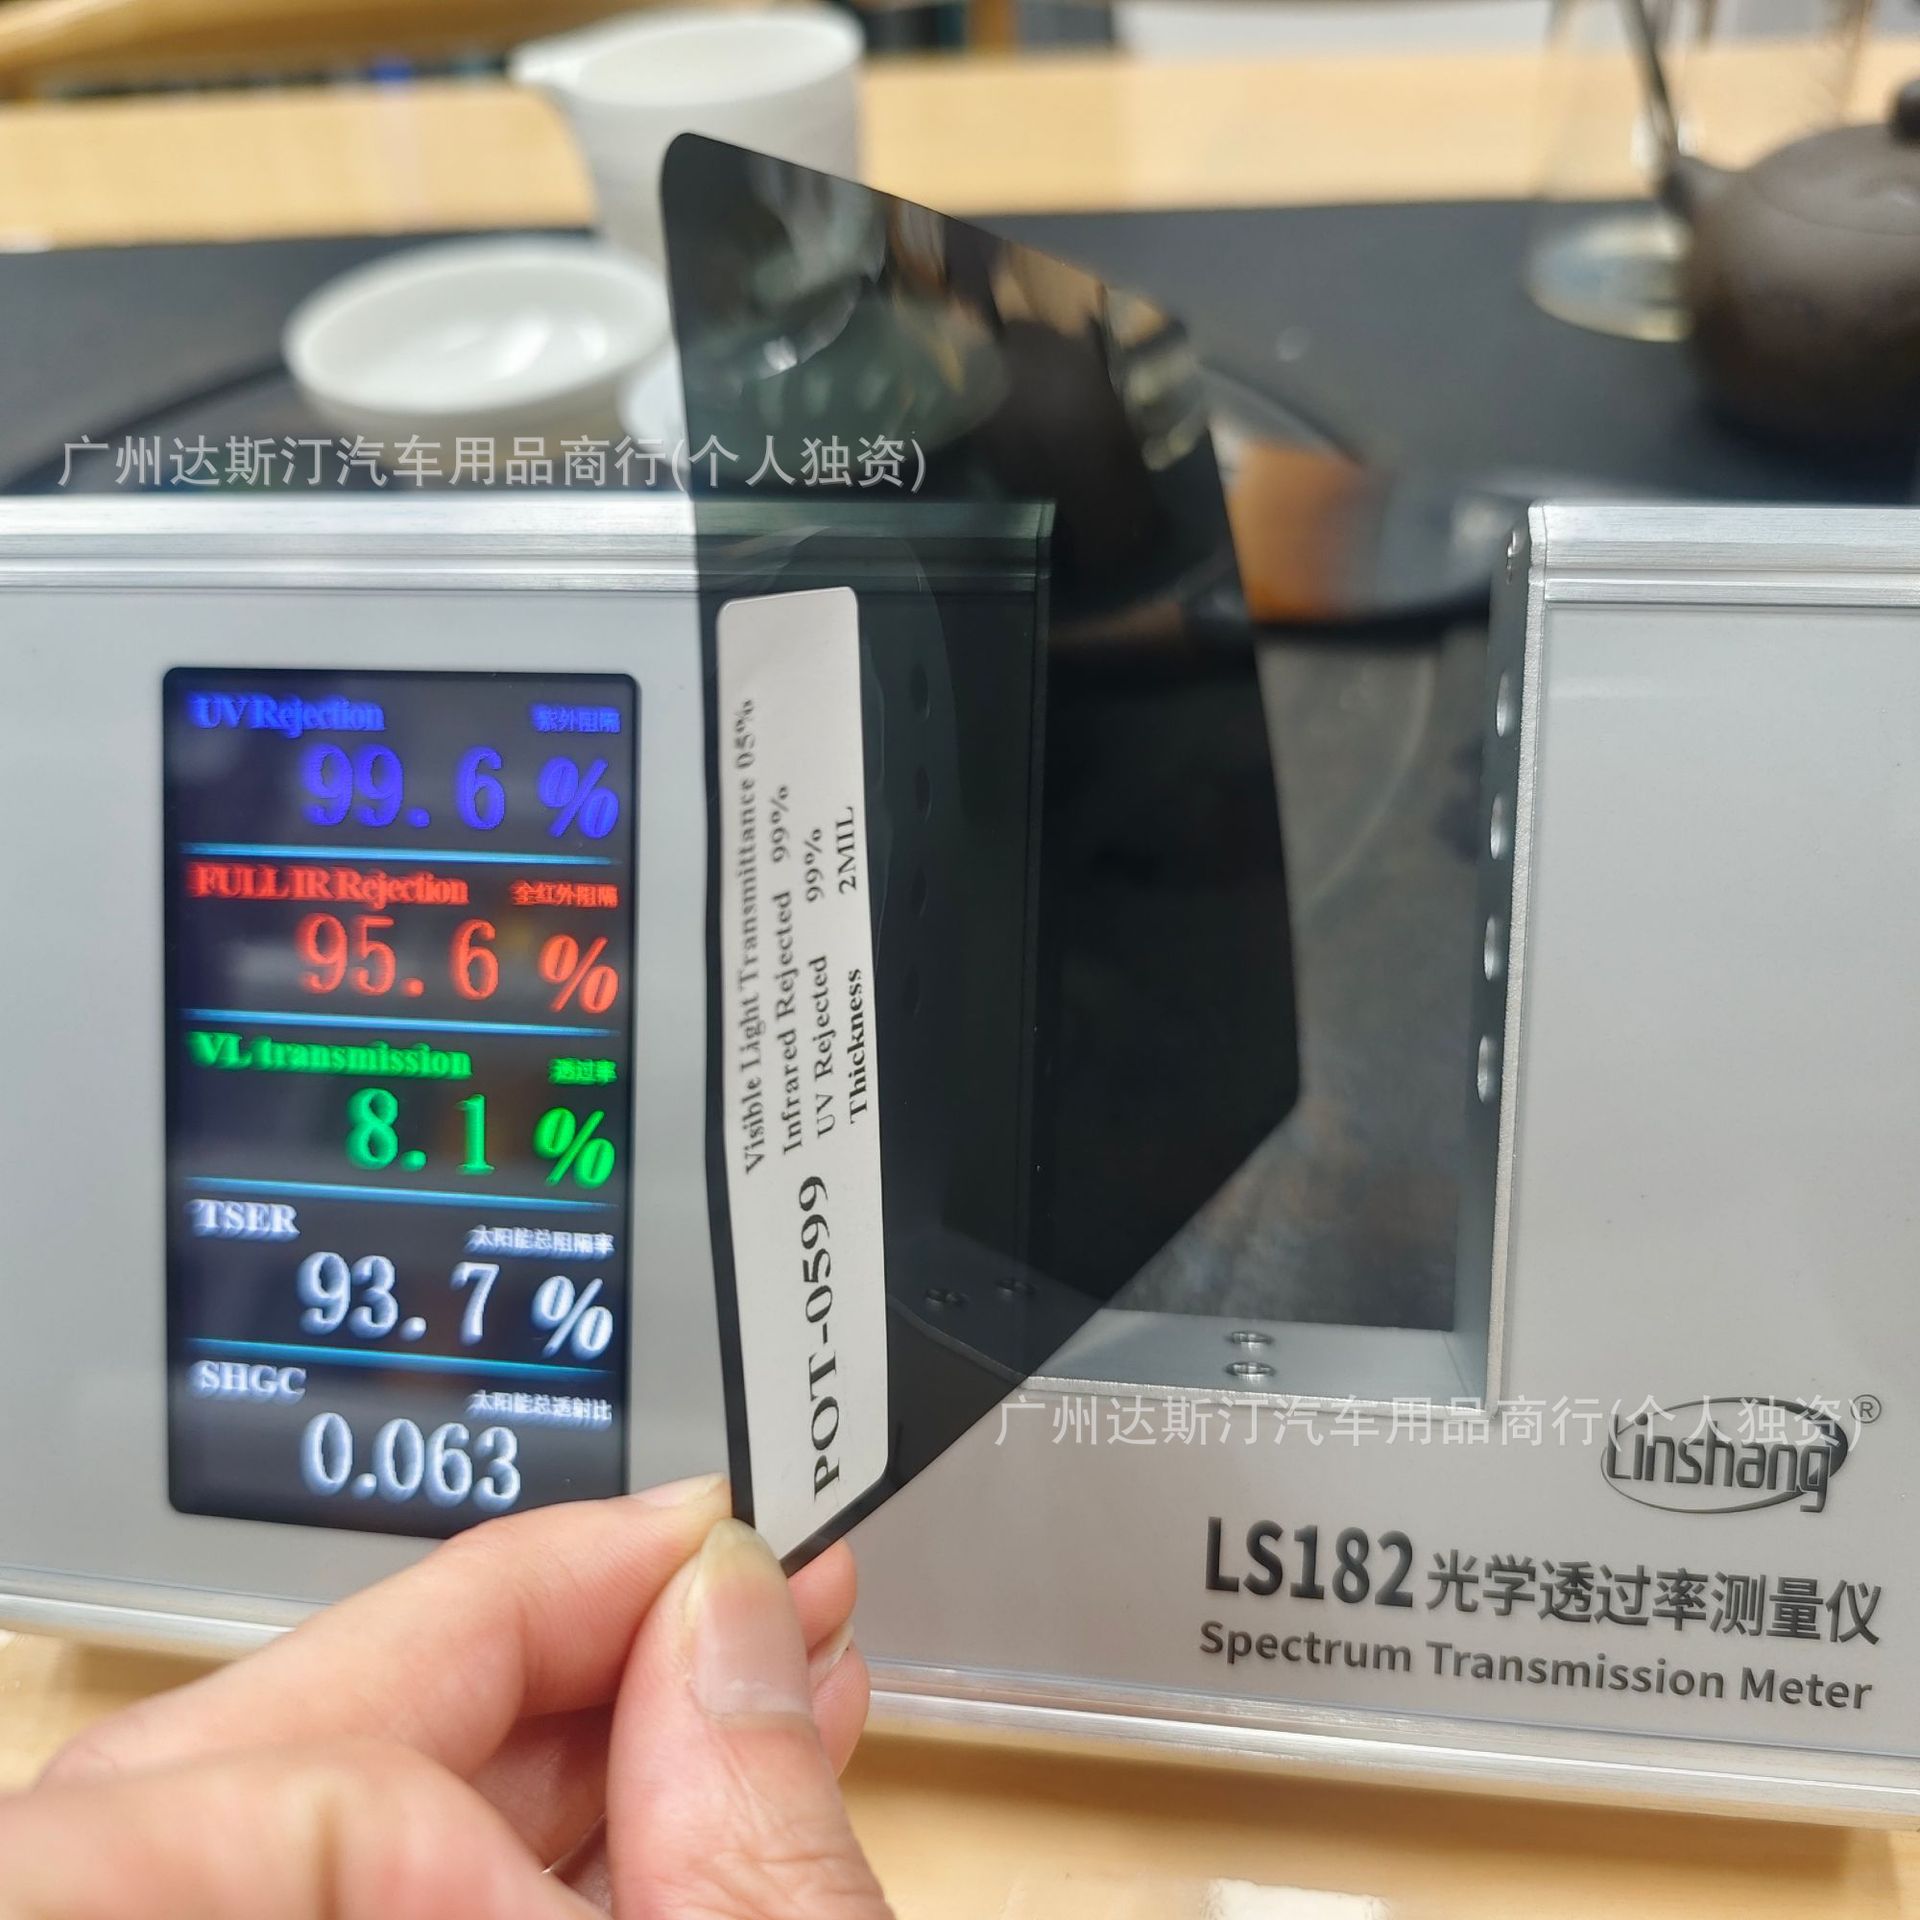 广州达斯汀汽车用品商行(个人独资)
UV Rejection 紫外阻隔
99.6 %
FULL IR Rejection 全红外阻隔
95.6 %
VL transmission 透过率
8.1 %
TSER 太阳能总阻隔率
93.7 %
SHGC 太阳能总透射比
0.063
POT-0599
Visible Light Transmittance 05%
Infrared Rejected 99%
UV Rejected 99%
Thickness 2MIL
广州达斯汀汽车用品商行(个人独资)
Linshang®
LS182光学透过率测量仪
Spectrum Transmission Meter